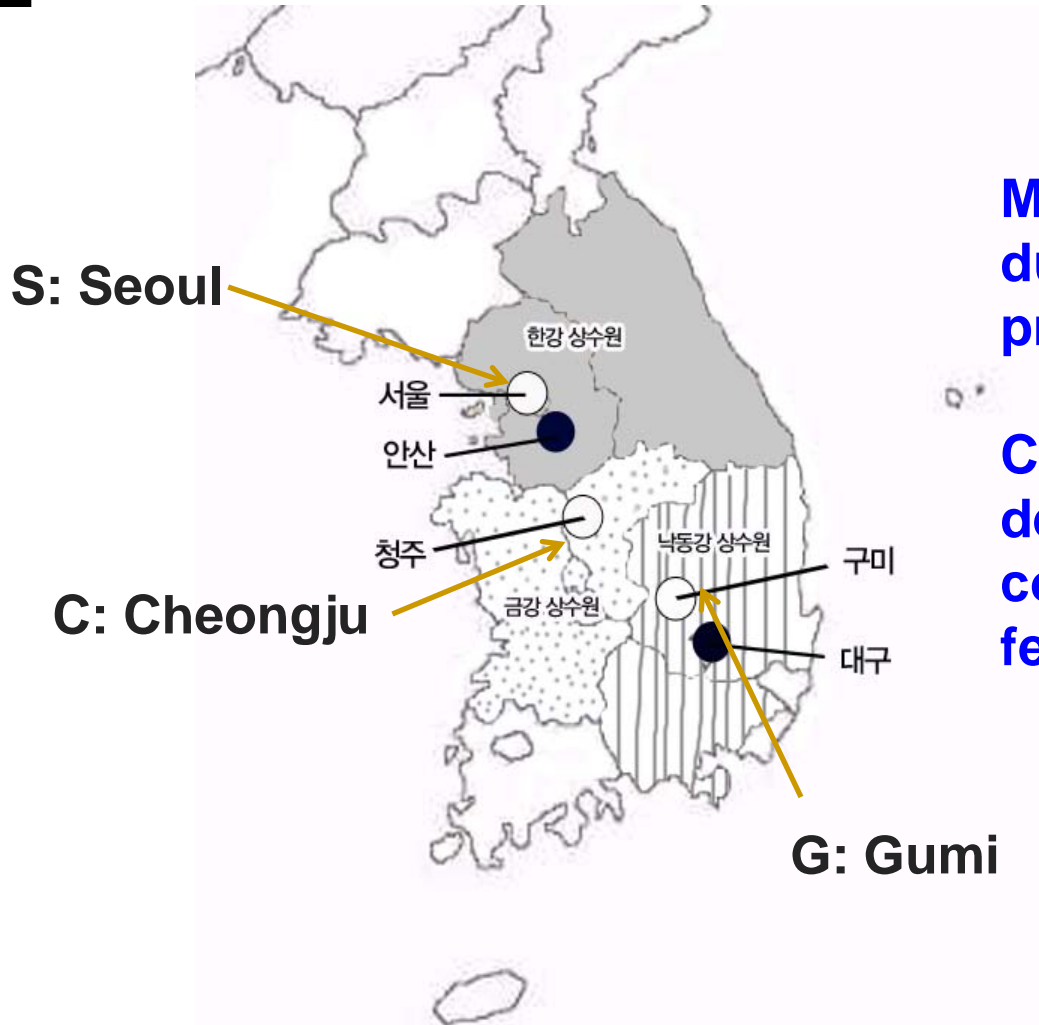 S: Seoul
한강 상수원
서울
안산
청주
낙동강 상수원
구미
C: Cheongju
금강 상수원
대구
G: Gumi